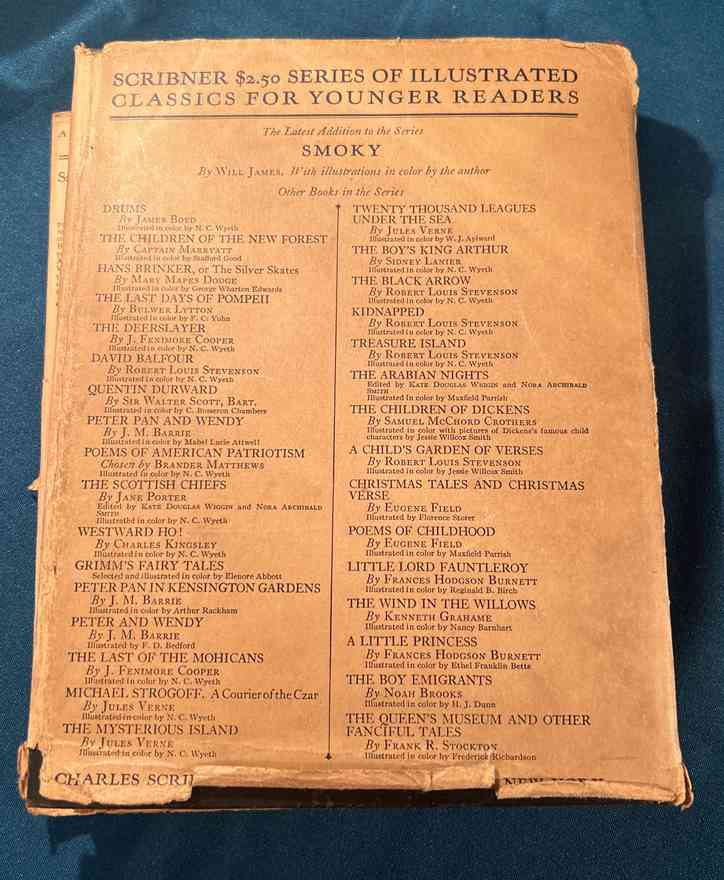 SCRIBNER $2.50 SERIES OF ILLUSTRATED
CLASSICS FOR YOUNGER READERS
The Latest Addition to the Series
SMOKY
By WILL JAMES. With illustrations in color by the author
Other Books in the Series
DRUMS
By JAMES BOYD
Illustrated in color by N. C. Wyeth
THE CHILDREN OF THE NEW FOREST
By CAPTAIN MARRYATT
Illustrated in color by Stafford Good
HANS BRINKER, or The Silver Skates
By MARY MAPES DODGE
Illustrated in color by George Wharton Edwards
THE LAST DAYS OF POMPEII
By BULWER LYTTON
Illustrated in color by F. C. Yohn
THE DEERSLAYER
By J. FENIMORE COOPER
Illustrated in color by N. C. Wyeth
DAVID BALFOUR
By ROBERT LOUIS STEVENSON
Illustrated in color by N. C. Wyeth
QUENTIN DURWARD
By SIR WALTER SCOTT, BART.
Illustrated in color by C. Bosseron Chambers
PETER PAN AND WENDY
By J. M. BARRIE
Illustrated in color by Mabel Lucie Attwell
POEMS OF AMERICAN PATRIOTISM
Chosen by BRANDER MATTHEWS
Illustrated in color by N. C. Wyeth
THE SCOTTISH CHIEFS
By JANE PORTER
Edited by KATE DOUGLAS WIGGIN and NORA ARCHIBALD
SMITH
Illustrated in color by N. C. Wyeth
WESTWARD HO!
By CHARLES KINGSLEY
Illustrated in color by N. C. Wyeth
GRIMM'S FAIRY TALES
Selected and illustrated in color by Elenore Abbott
PETER PAN IN KENSINGTON GARDENS
By J. M. BARRIE
Illustrated in color by Arthur Rackham
PETER AND WENDY
By J. M. BARRIE
Illustrated by F. D. Bedford
THE LAST OF THE MOHICANS
By J. FENIMORE COOPER
Illustrated in color by N. C. Wyeth
MICHAEL STROGOFF. A Courier of the Czar
By JULES VERNE
Illustrated in color by N. C. Wyeth
THE MYSTERIOUS ISLAND
By JULES VERNE
Illustrated in color by N. C. Wyeth
TWENTY THOUSAND LEAGUES
UNDER THE SEA
By JULES VERNE
Illustrated in color by W. J. Aylward
THE BOY'S KING ARTHUR
By SIDNEY LANIER
Illustrated in color by N. C. Wyeth
THE BLACK ARROW
By ROBERT LOUIS STEVENSON
Illustrated in color by N. C. Wyeth
KIDNAPPED
By ROBERT LOUIS STEVENSON
Illustrated in color by N. C. Wyeth
TREASURE ISLAND
By ROBERT LOUIS STEVENSON
Illustrated in color by N. C. Wyeth
THE ARABIAN NIGHTS
Edited by KATE DOUGLAS WIGGIN and NORA ARCHIBALD
SMITH
Illustrated in color by Maxfield Parrish
THE CHILDREN OF DICKENS
By SAMUEL MCCHORD CROTHERS
Illustrated in color with pictures of Dickens's famous child
characters by Jessie Willcox Smith
A CHILD'S GARDEN OF VERSES
By ROBERT LOUIS STEVENSON
Illustrated in color by Jessie Willcox Smith
CHRISTMAS TALES AND CHRISTMAS
VERSE
By EUGENE FIELD
Illustrated by Florence Storer
POEMS OF CHILDHOOD
By EUGENE FIELD
Illustrated in color by Maxfield Parrish
LITTLE LORD FAUNTLEROY
By FRANCES HODGSON BURNETT
Illustrated in color by Reginald B. Birch
THE WIND IN THE WILLOWS
By KENNETH GRAHAME
Illustrated in color by Nancy Barnhart
A LITTLE PRINCESS
By FRANCES HODGSON BURNETT
Illustrated in color by Ethel Franklin Betts
THE BOY EMIGRANTS
By NOAH BROOKS
Illustrated in color by H. J. Dunn
THE QUEEN'S MUSEUM AND OTHER
FANCIFUL TALES
By FRANK R. STOCKTON
Illustrated in color by Frederick Richardson
CHARLES SCRI
NEW YORK